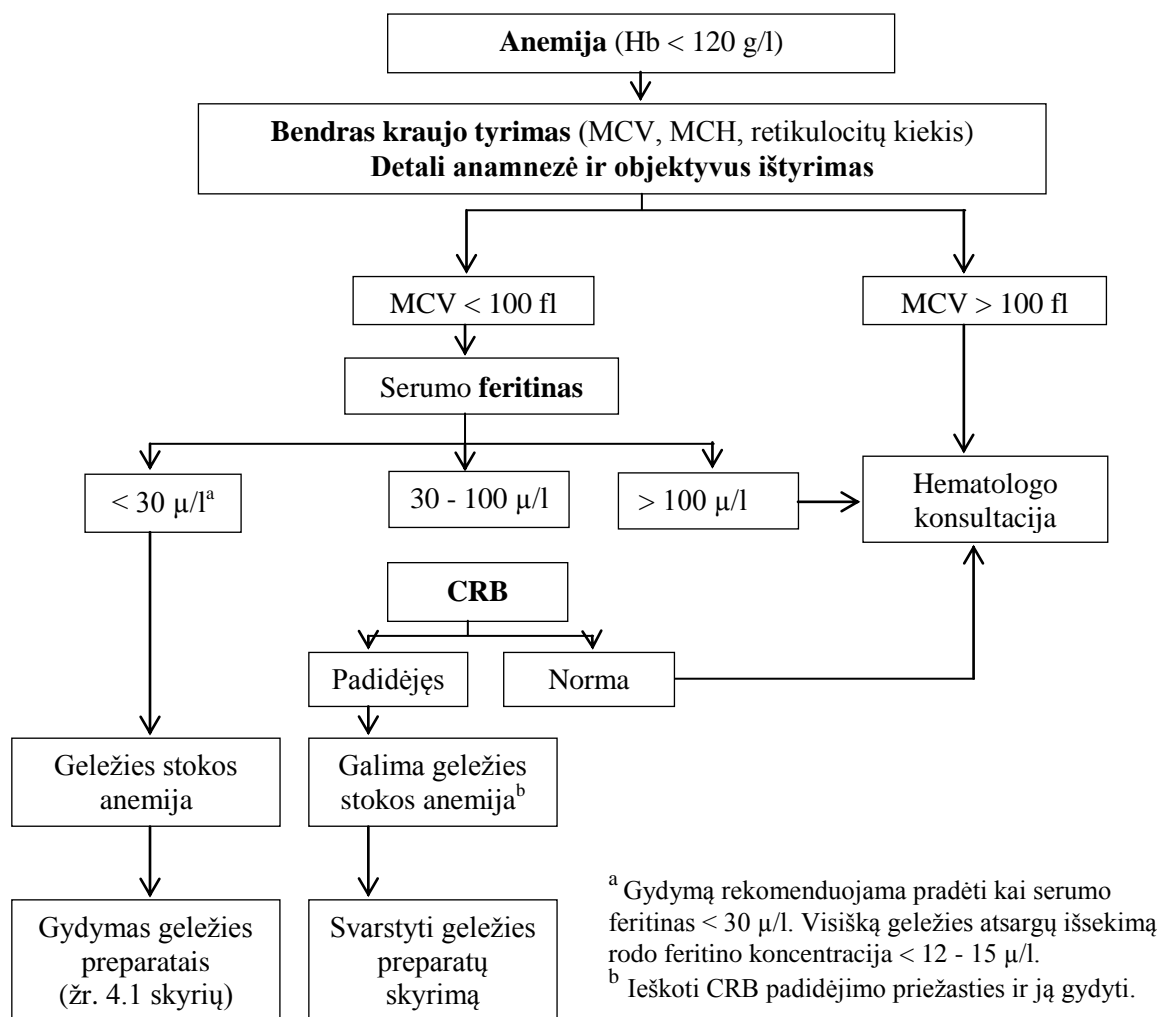 Anemija (Hb < 120 g/l)
Bendras kraujo tyrimas (MCV, MCH, retikulocitų kiekis)
Detali anamnezė ir objektyvus ištyrimas
MCV < 100 fl
MCV > 100 fl
Serumo feritinas
< 30 µ/lᵃ
30 - 100 µ/l
> 100 µ/l
Hematologo
konsultacija
CRB
Padidėjęs
Norma
Geležies stokos
anemija
Galima geležies
stokos anemijaᵇ
Gydymas geležies
preparatais
(žr. 4.1 skyrių)
Svarstyti geležies
preparatų
skyrimą
ᵃ Gydymą rekomenduojama pradėti kai serumo
feritinas < 30 µ/l. Visišką geležies atsargų išsekimą
rodo feritino koncentracija < 12 - 15 µ/l.
ᵇ Ieškoti CRB padidėjimo priežasties ir ją gydyti.